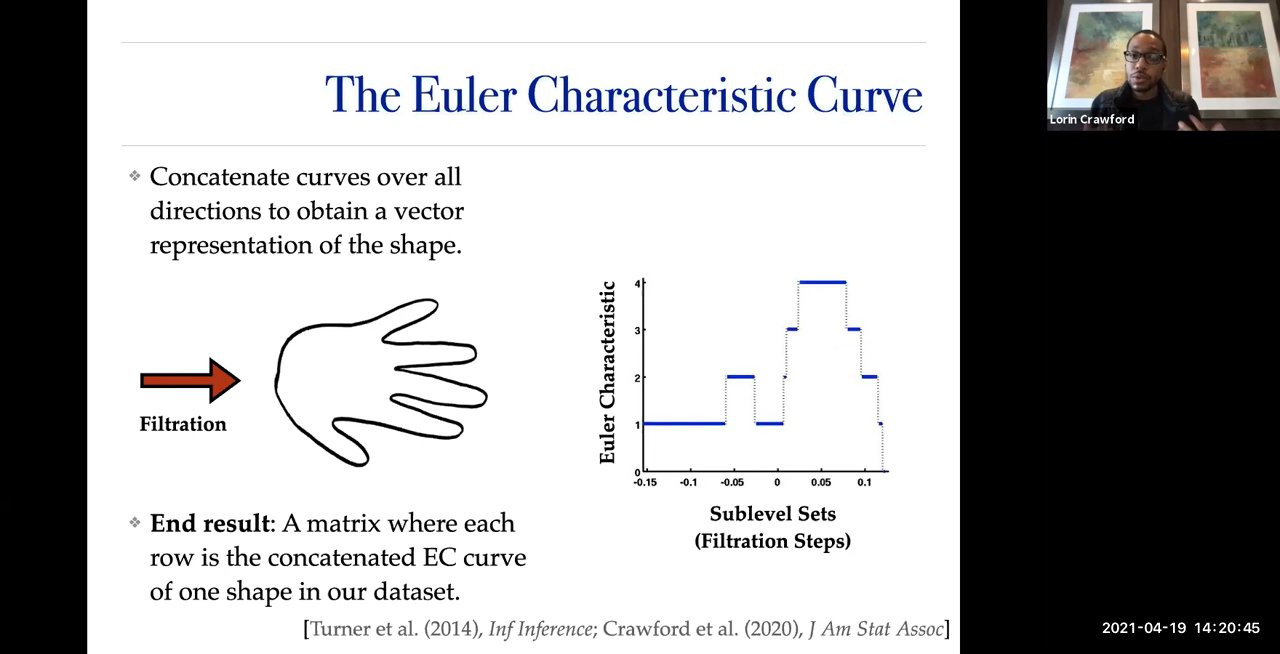 The Euler Characteristic Curve
❖ Concatenate curves over all
directions to obtain a vector
representation of the shape.
Filtration
Euler Characteristic
4
3
2
1
0
-0.15 -0.1 -0.05 0 0.05 0.1
Sublevel Sets
(Filtration Steps)
❖ End result: A matrix where each
row is the concatenated EC curve
of one shape in our dataset.
[Turner et al. (2014), Inf Inference; Crawford et al. (2020), J Am Stat Assoc]
Lorin Crawford
2021-04-19 14:20:45